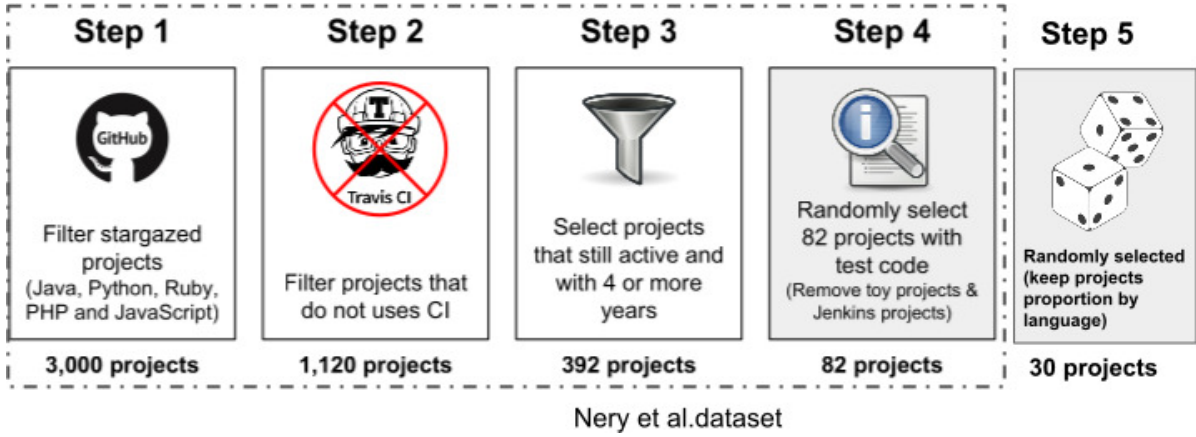 Step 1
GitHub
Filter stargazed
projects
(Java, Python, Ruby,
PHP and JavaScript)
3,000 projects
Step 2
T
Travis CI
Filter projects that
do not uses CI
1,120 projects
Step 3
Select projects
that still active and
with 4 or more
years
392 projects
Step 4
i
Randomly select
82 projects with
test code
(Remove toy projects &
Jenkins projects)
82 projects
Step 5
Randomly selected
(keep projects
proportion by
language)
30 projects
Nery et al.dataset